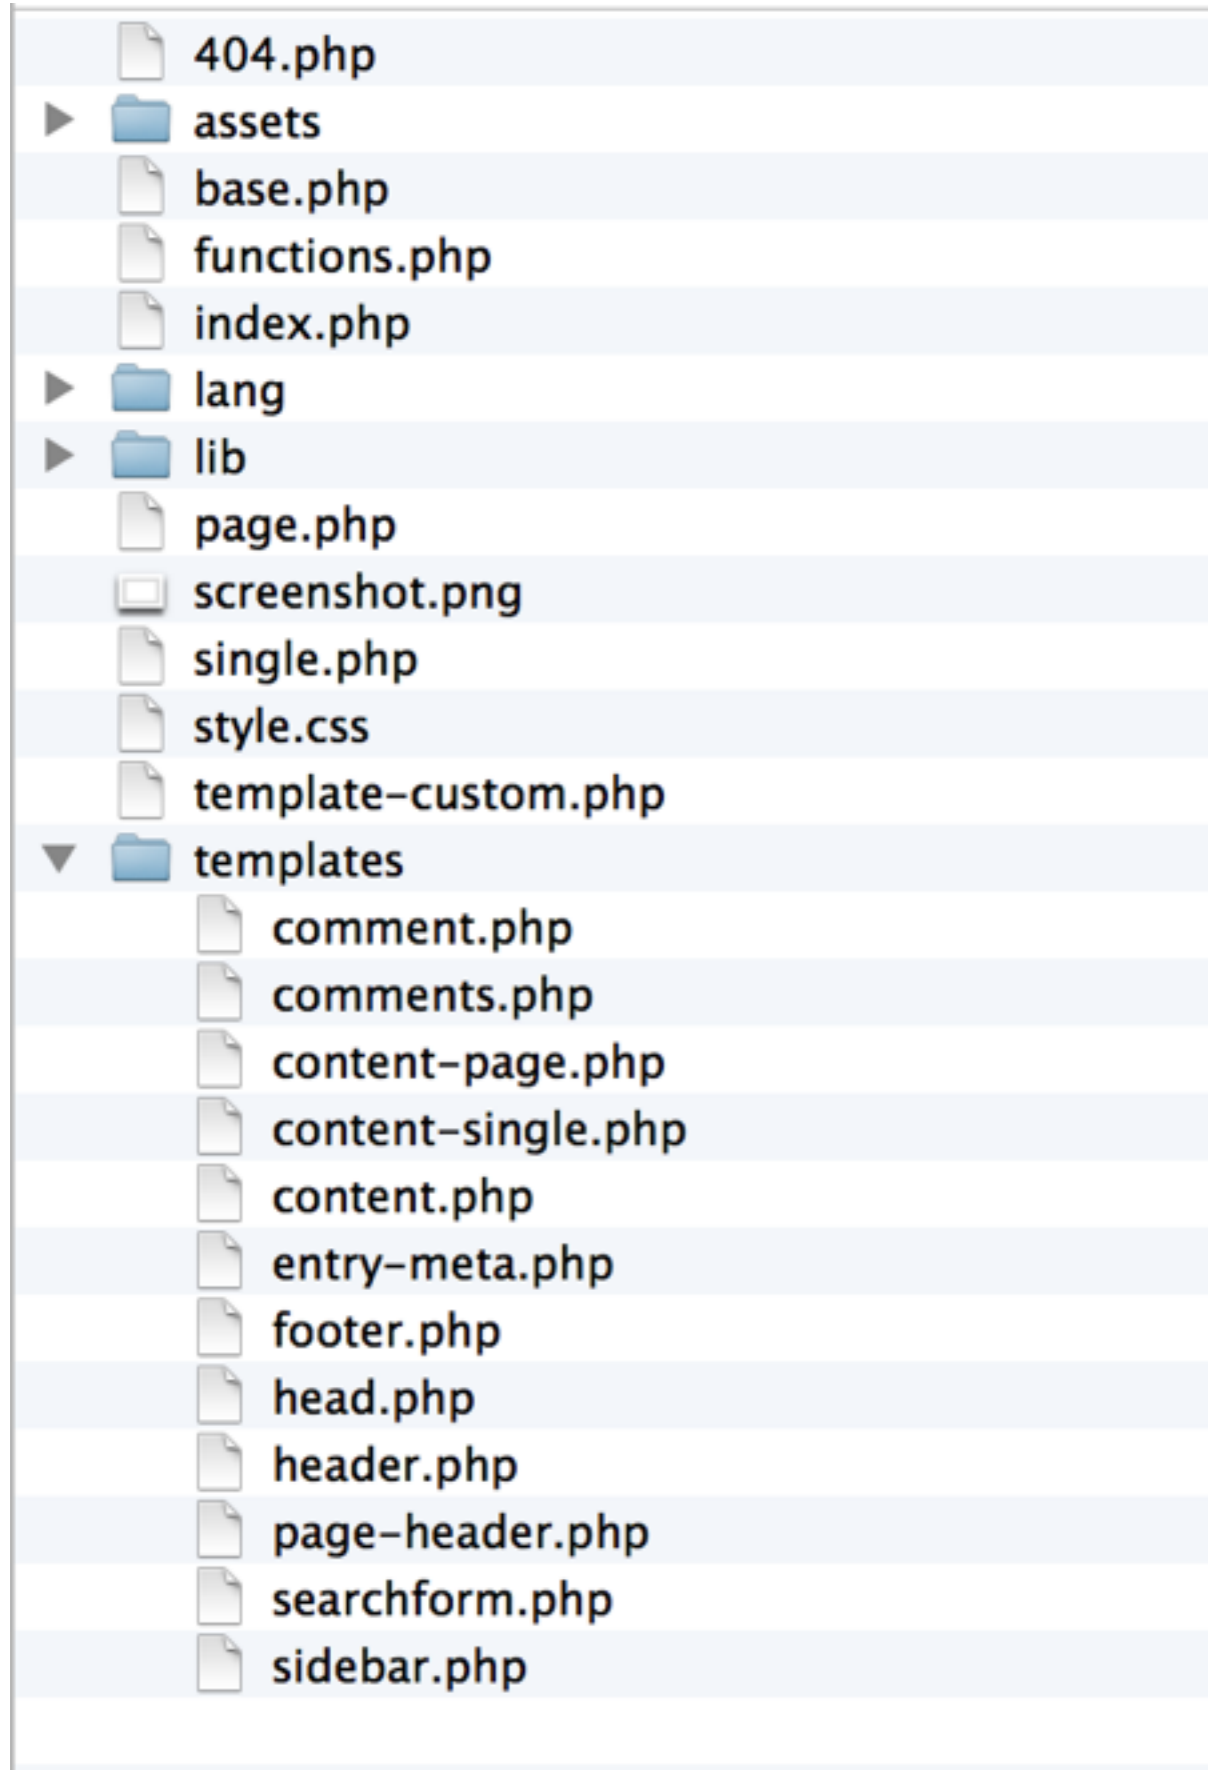 404.php
assets
base.php
functions.php
index.php
lang
lib
page.php
screenshot.png
single.php
style.css
template-custom.php
templates
comment.php
comments.php
content-page.php
content-single.php
content.php
entry-meta.php
footer.php
head.php
header.php
page-header.php
searchform.php
sidebar.php